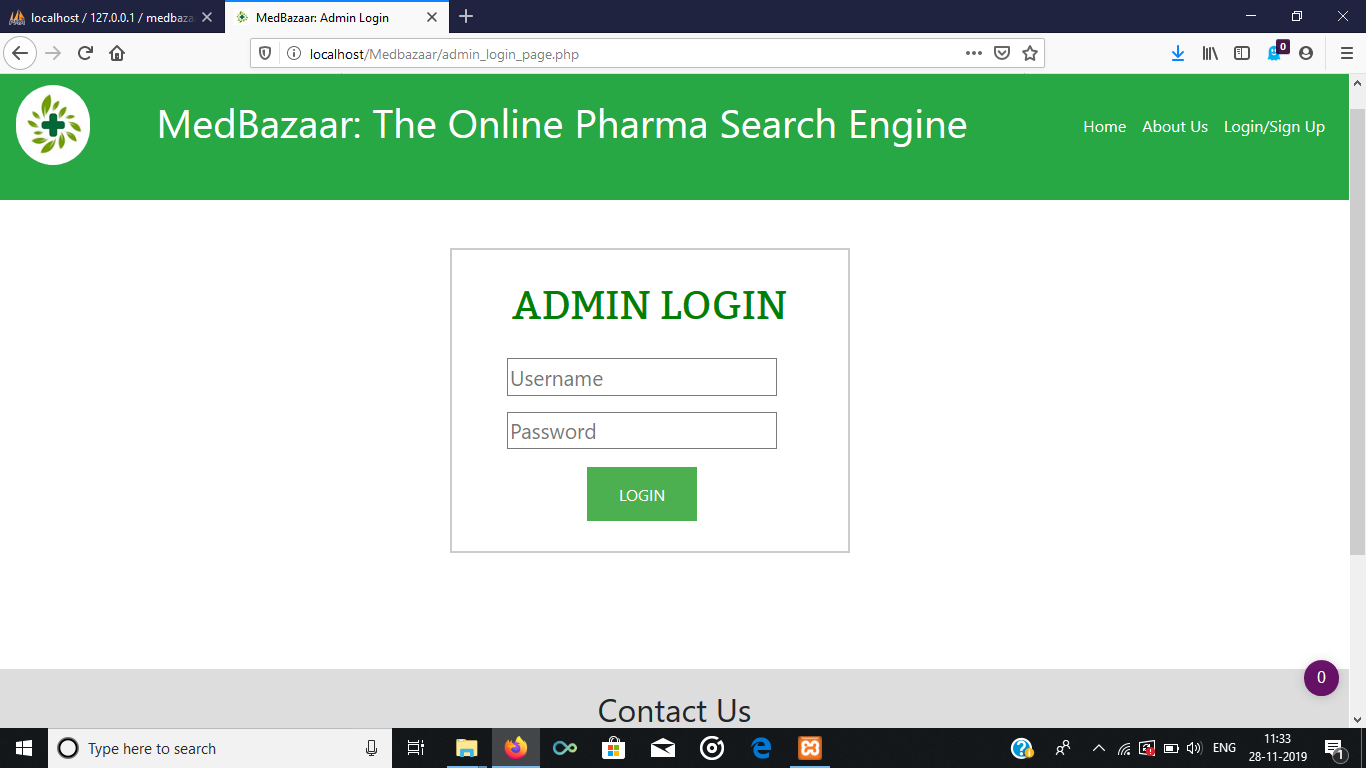 localhost / 127.0.0.1 / medbaza
MedBazaar: Admin Login
localhost/Medbazaar/admin_login_page.php
0
MedBazaar: The Online Pharma Search Engine
Home
About Us
Login/Sign Up
ADMIN LOGIN
Username
Password
LOGIN
0
Contact Us
Type here to search
ENG
11:33
28-11-2019
1